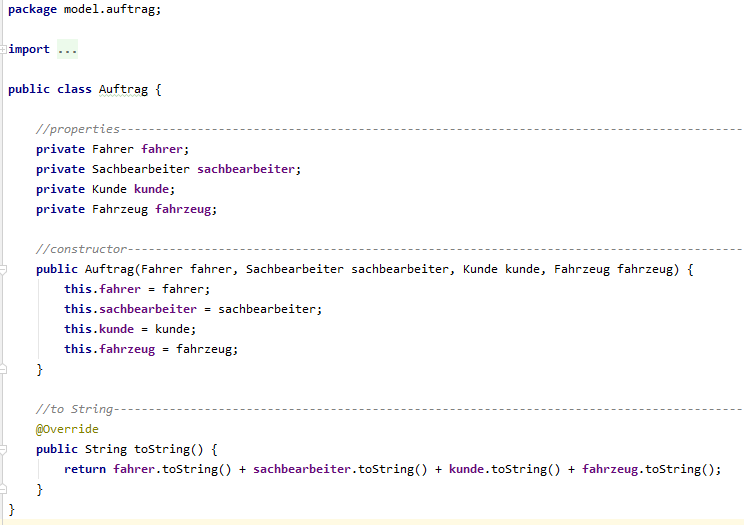 package model.auftrag;
import ...
public class Auftrag {
//properties-----------------------------------------------------------------------------------------
private Fahrer fahrer;
private Sachbearbeiter sachbearbeiter;
private Kunde kunde;
private Fahrzeug fahrzeug;
//constructor----------------------------------------------------------------------------------------
public Auftrag(Fahrer fahrer, Sachbearbeiter sachbearbeiter, Kunde kunde, Fahrzeug fahrzeug) {
this.fahrer = fahrer;
this.sachbearbeiter = sachbearbeiter;
this.kunde = kunde;
this.fahrzeug = fahrzeug;
}
//to String------------------------------------------------------------------------------------------
@Override
public String toString() {
return fahrer.toString() + sachbearbeiter.toString() + kunde.toString() + fahrzeug.toString();
}
}